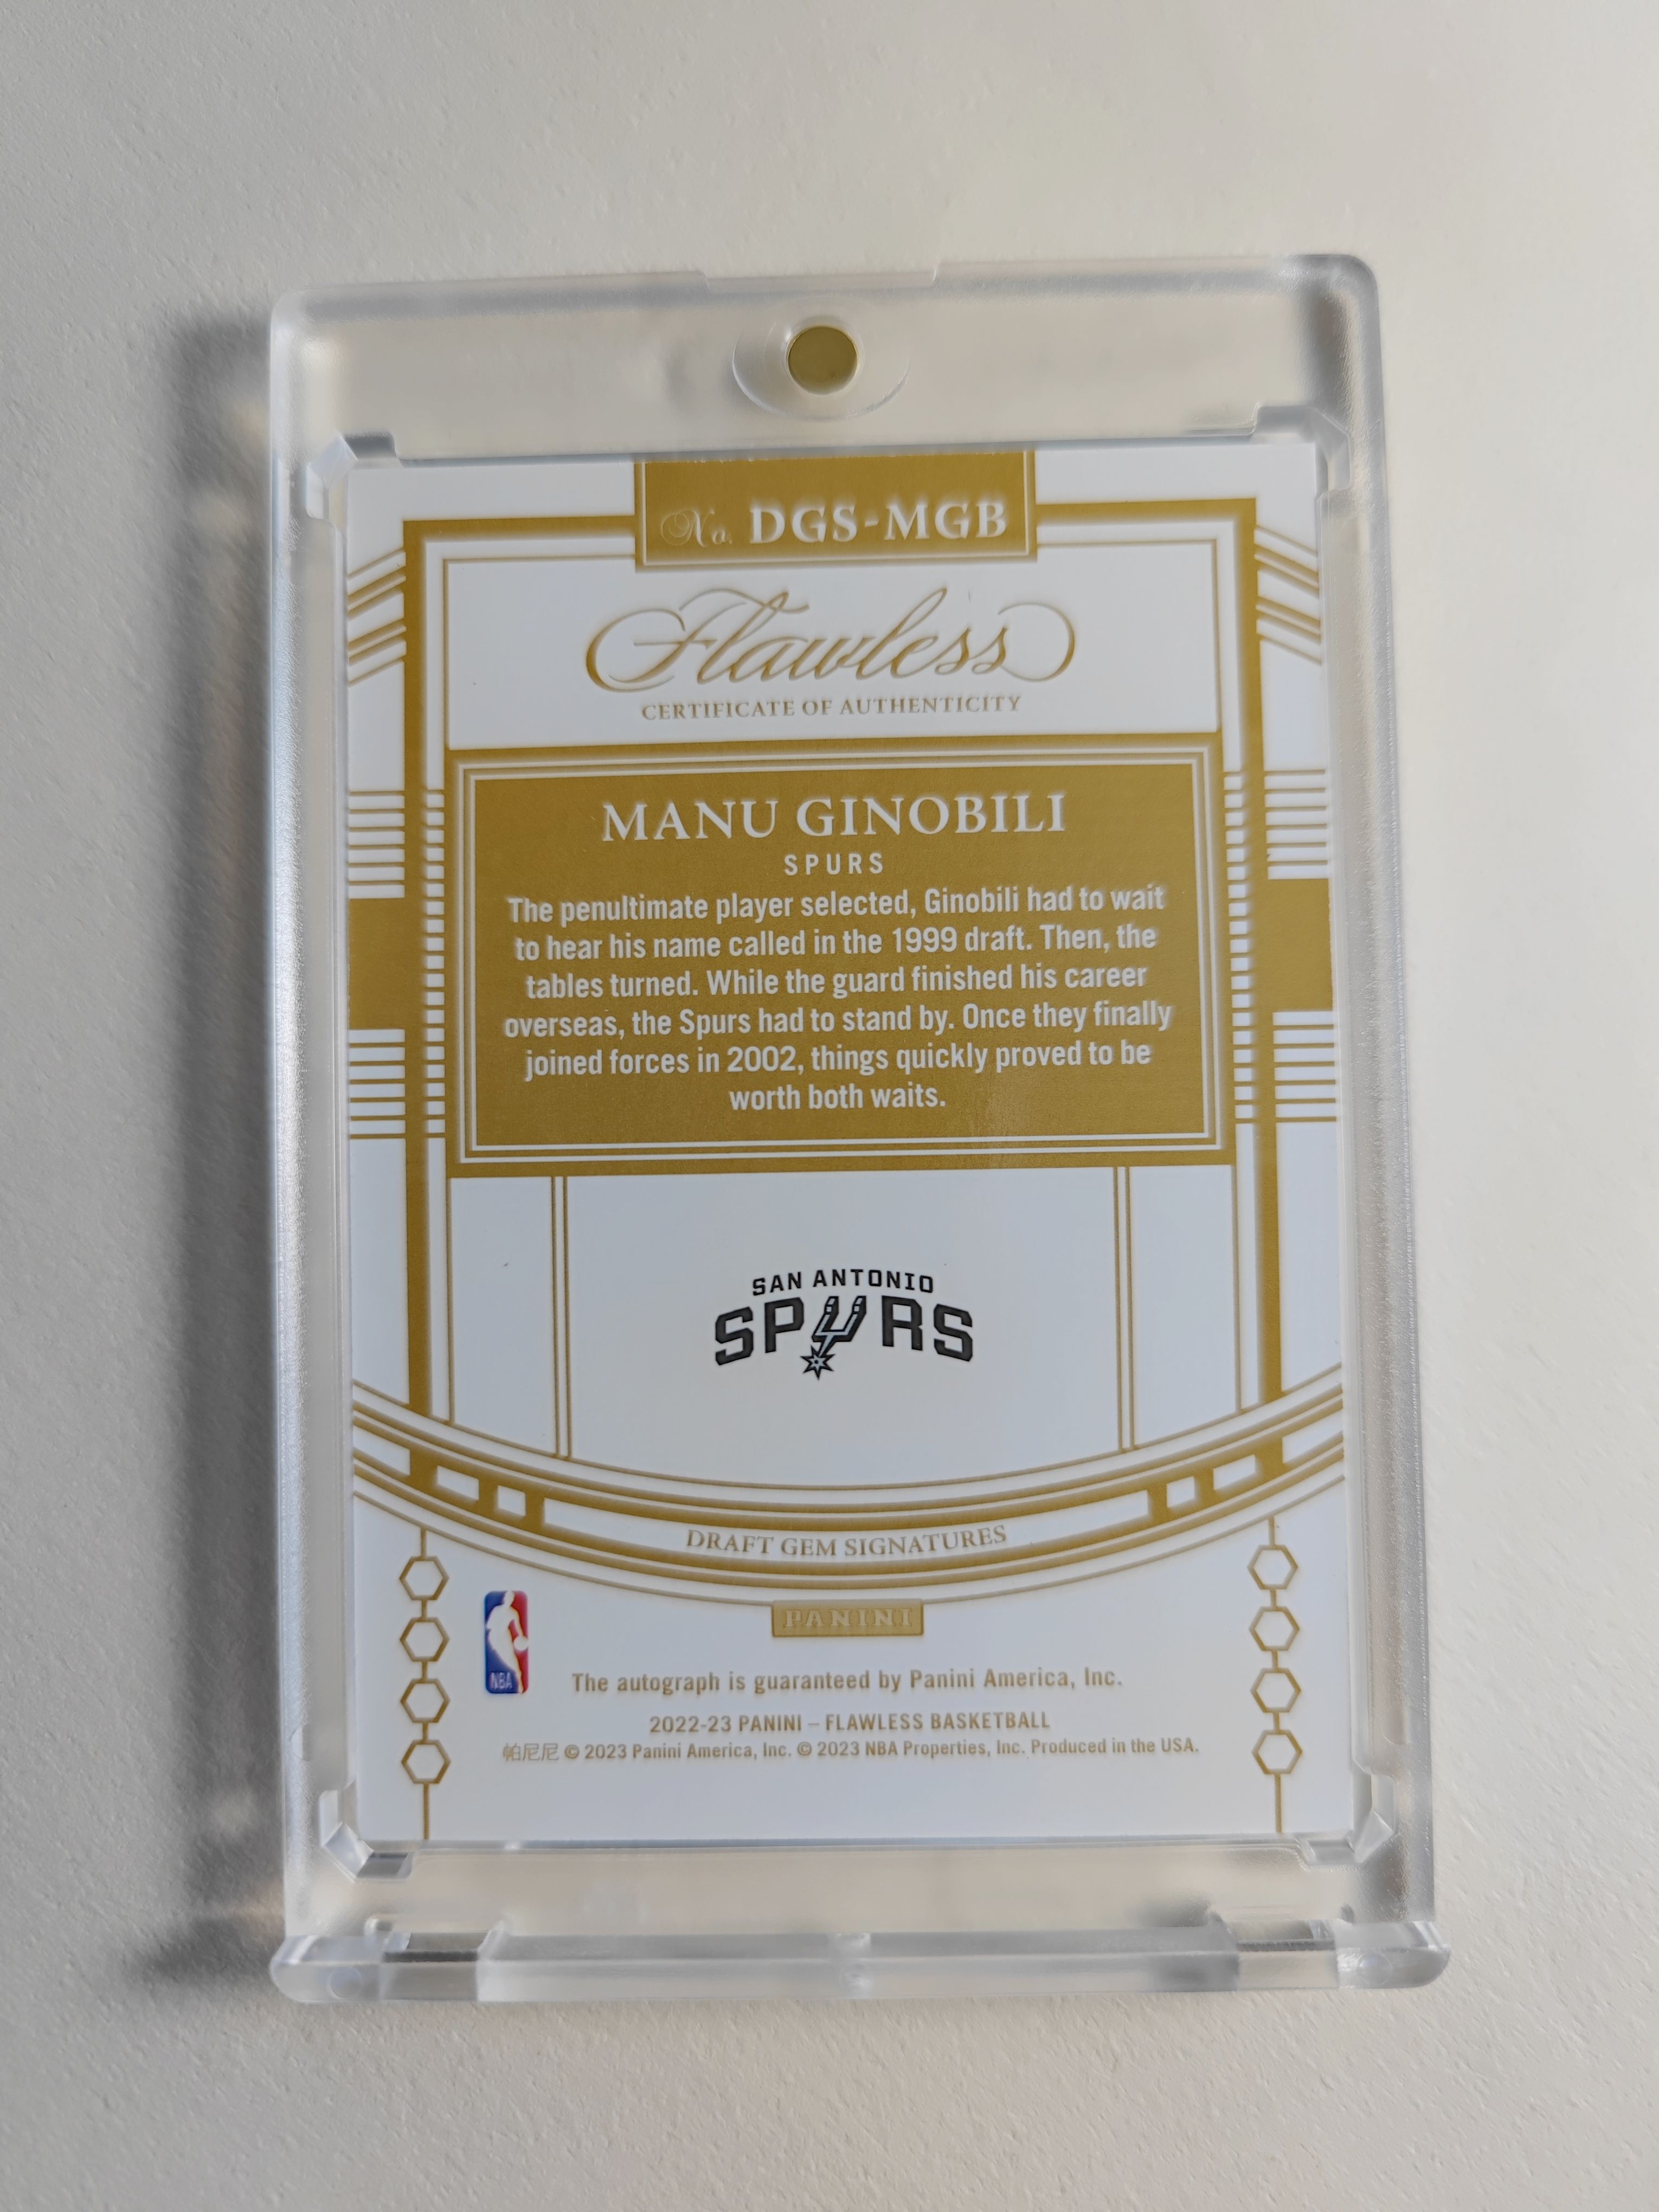 No. DGS-MGB
Flawless
CERTIFICATE OF AUTHENTICITY
MANU GINOBILI
SPURS
The penultimate player selected, Ginobili had to wait
to hear his name called in the 1999 draft. Then, the
tables turned. While the guard finished his career
overseas, the Spurs had to stand by. Once they finally
joined forces in 2002, things quickly proved to be
worth both waits.
SAN ANTONIO
SPURS
DRAFT GEM SIGNATURES
PANINI
NBA
The autograph is guaranteed by Panini America, Inc.
2022-23 PANINI – FLAWLESS BASKETBALL
帕尼尼 © 2023 Panini America, Inc. © 2023 NBA Properties, Inc. Produced in the USA.